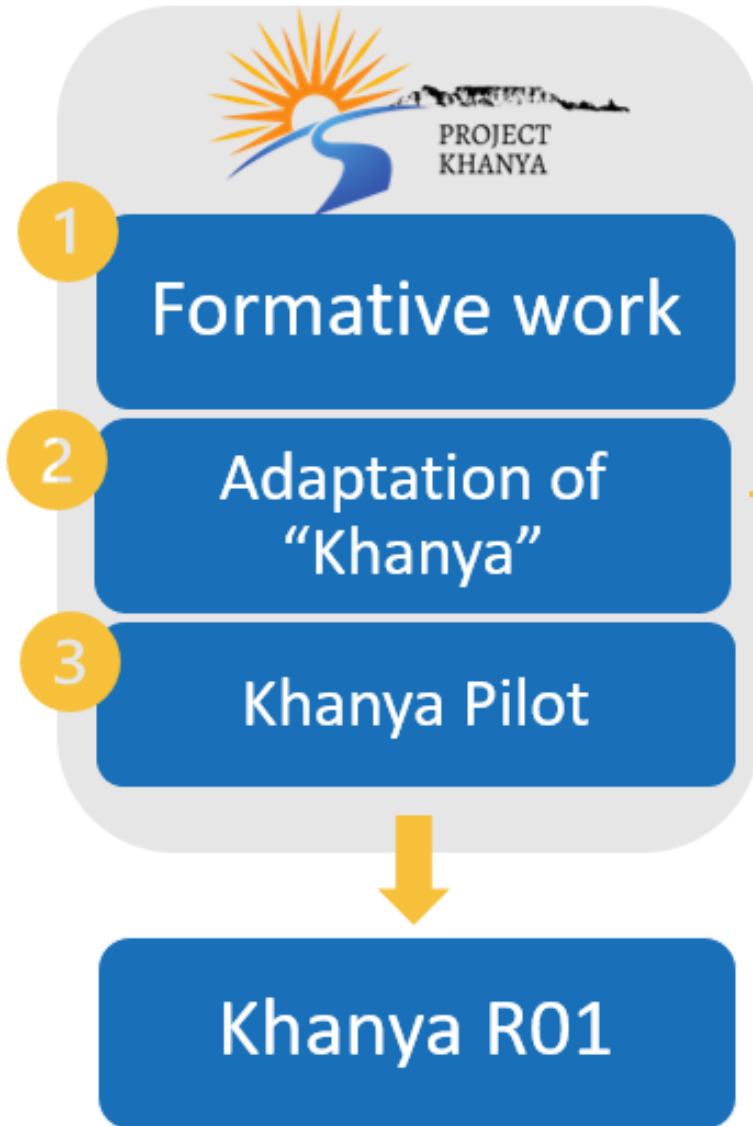 PROJECT
KHANYA
1
Formative work
2
Adaptation of
“Khanya”
3
Khanya Pilot
Khanya R01